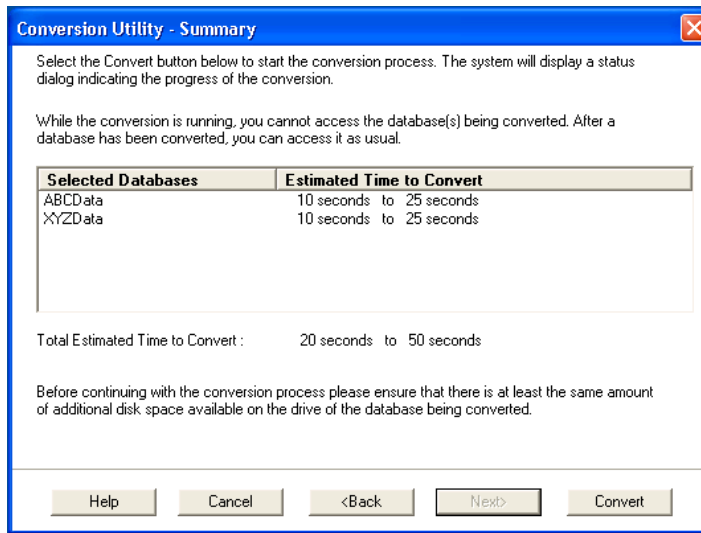 Conversion Utility - Summary
Select the Convert button below to start the conversion process. The system will display a status
dialog indicating the progress of the conversion.
While the conversion is running, you cannot access the database(s) being converted. After a
database has been converted, you can access it as usual.
Selected Databases Estimated Time to Convert
ABCData 10 seconds to 25 seconds
XYZData 10 seconds to 25 seconds
Total Estimated Time to Convert : 20 seconds to 50 seconds
Before continuing with the conversion process please ensure that there is at least the same amount
of additional disk space available on the drive of the database being converted.
Help Cancel <Back Next> Convert